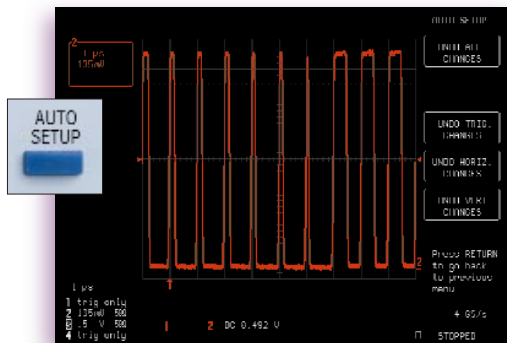 AUTO SETUP
2
1 µs
135mV
UNDO ALL
CHANGES
AUTO
SETUP
UNDO TRIG.
CHANGES
UNDO HORIZ.
CHANGES
UNDO VERT
CHANGES
Press RETURN
to go back
to previous
menu
2
1 µs
1 trig only
2 135mV 50Ω
3 .5 V 50Ω
4 trig only
1
2 DC 0.492 V
4 GS/s
STOPPED